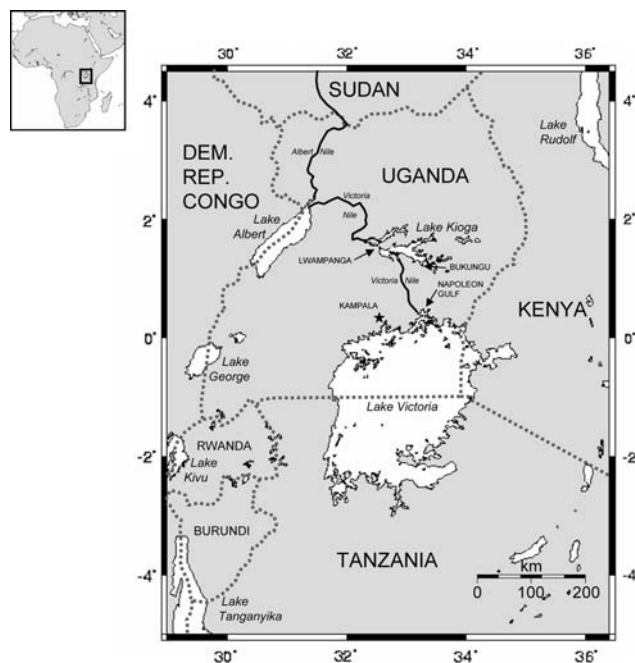 30˚ 32˚ 34˚ 36˚
4˚ 4˚
SUDAN
Lake
Rudolf
DEM.
REP.
CONGO
Albert Nile
UGANDA
Victoria
Nile
2˚ 2˚
Lake
Albert
Lake Kioga
LWAMPANGA
BUKUNGU
Victoria Nile
NAPOLEON
GULF
KAMPALA
KENYA
0˚ 0˚
Lake
George
Lake Victoria
RWANDA
Lake
Kivu
-2˚ -2˚
BURUNDI
TANZANIA
km
0 100 200
-4˚ -4˚
Lake
Tanganyika
30˚ 32˚ 34˚ 36˚